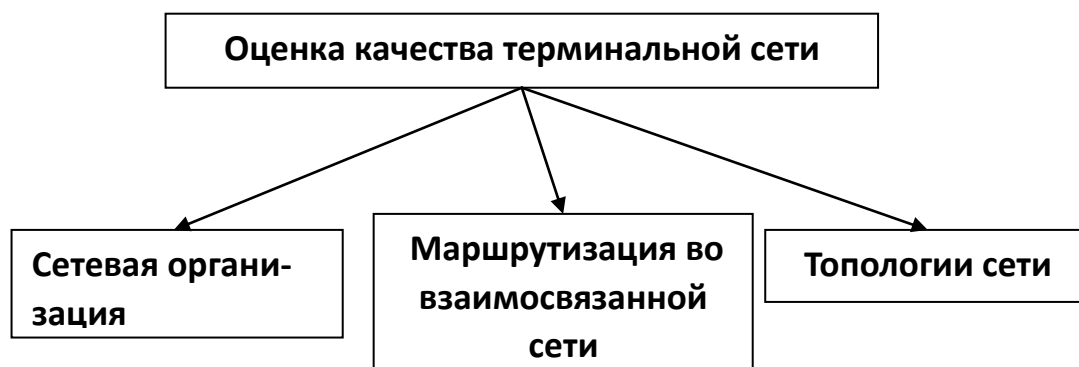 Оценка качества терминальной сети
Сетевая органи-
зация
Маршрутизация во
взаимосвязанной
сети
Топологии сети